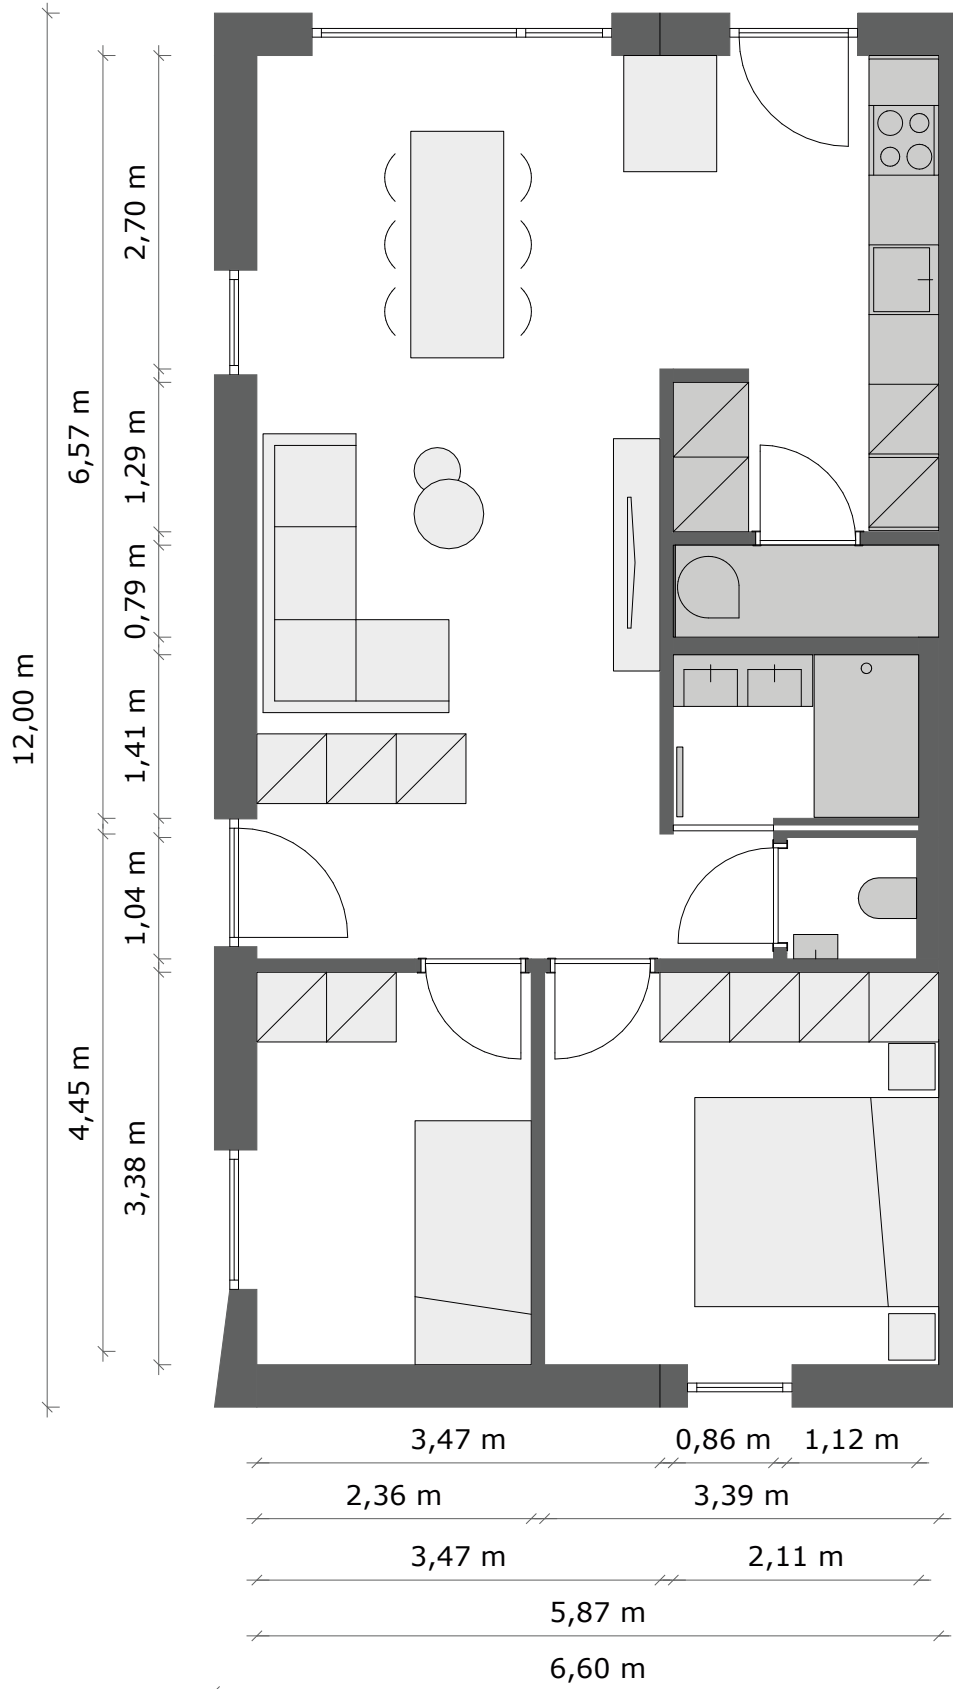 2,70 m
6,57 m
1,29 m
0,79 m
12,00 m
1,41 m
1,04 m
4,45 m
3,38 m
3,47 m 0,86 m 1,12 m
2,36 m 3,39 m
3,47 m 2,11 m
5,87 m
6,60 m